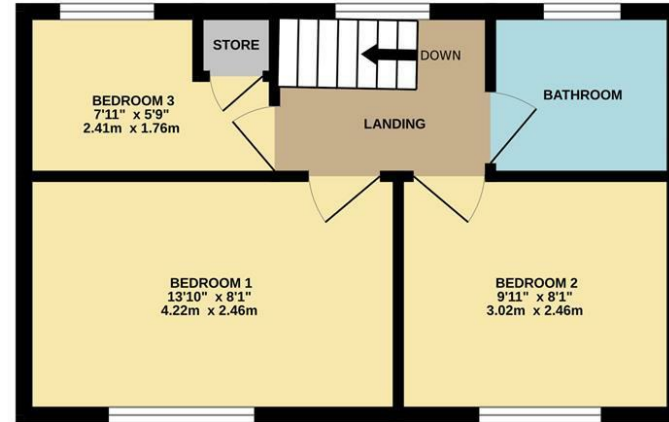 STORE
DOWN
BEDROOM 3
7'11" x 5'9"
2.41m x 1.76m
BATHROOM
LANDING
BEDROOM 1
13'10" x 8'1"
4.22m x 2.46m
BEDROOM 2
9'11" x 8'1"
3.02m x 2.46m